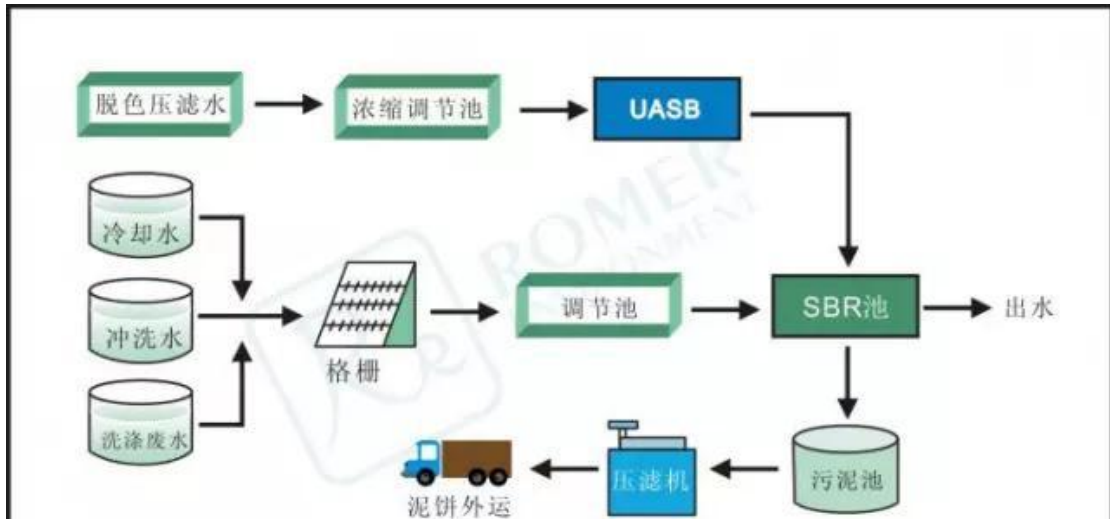 脱色压滤水
浓缩调节池
UASB
冷却水
冲洗水
洗涤废水
格栅
调节池
SBR池
出水
污泥池
压滤机
泥饼外运
ROMER
ENVIRONMENT